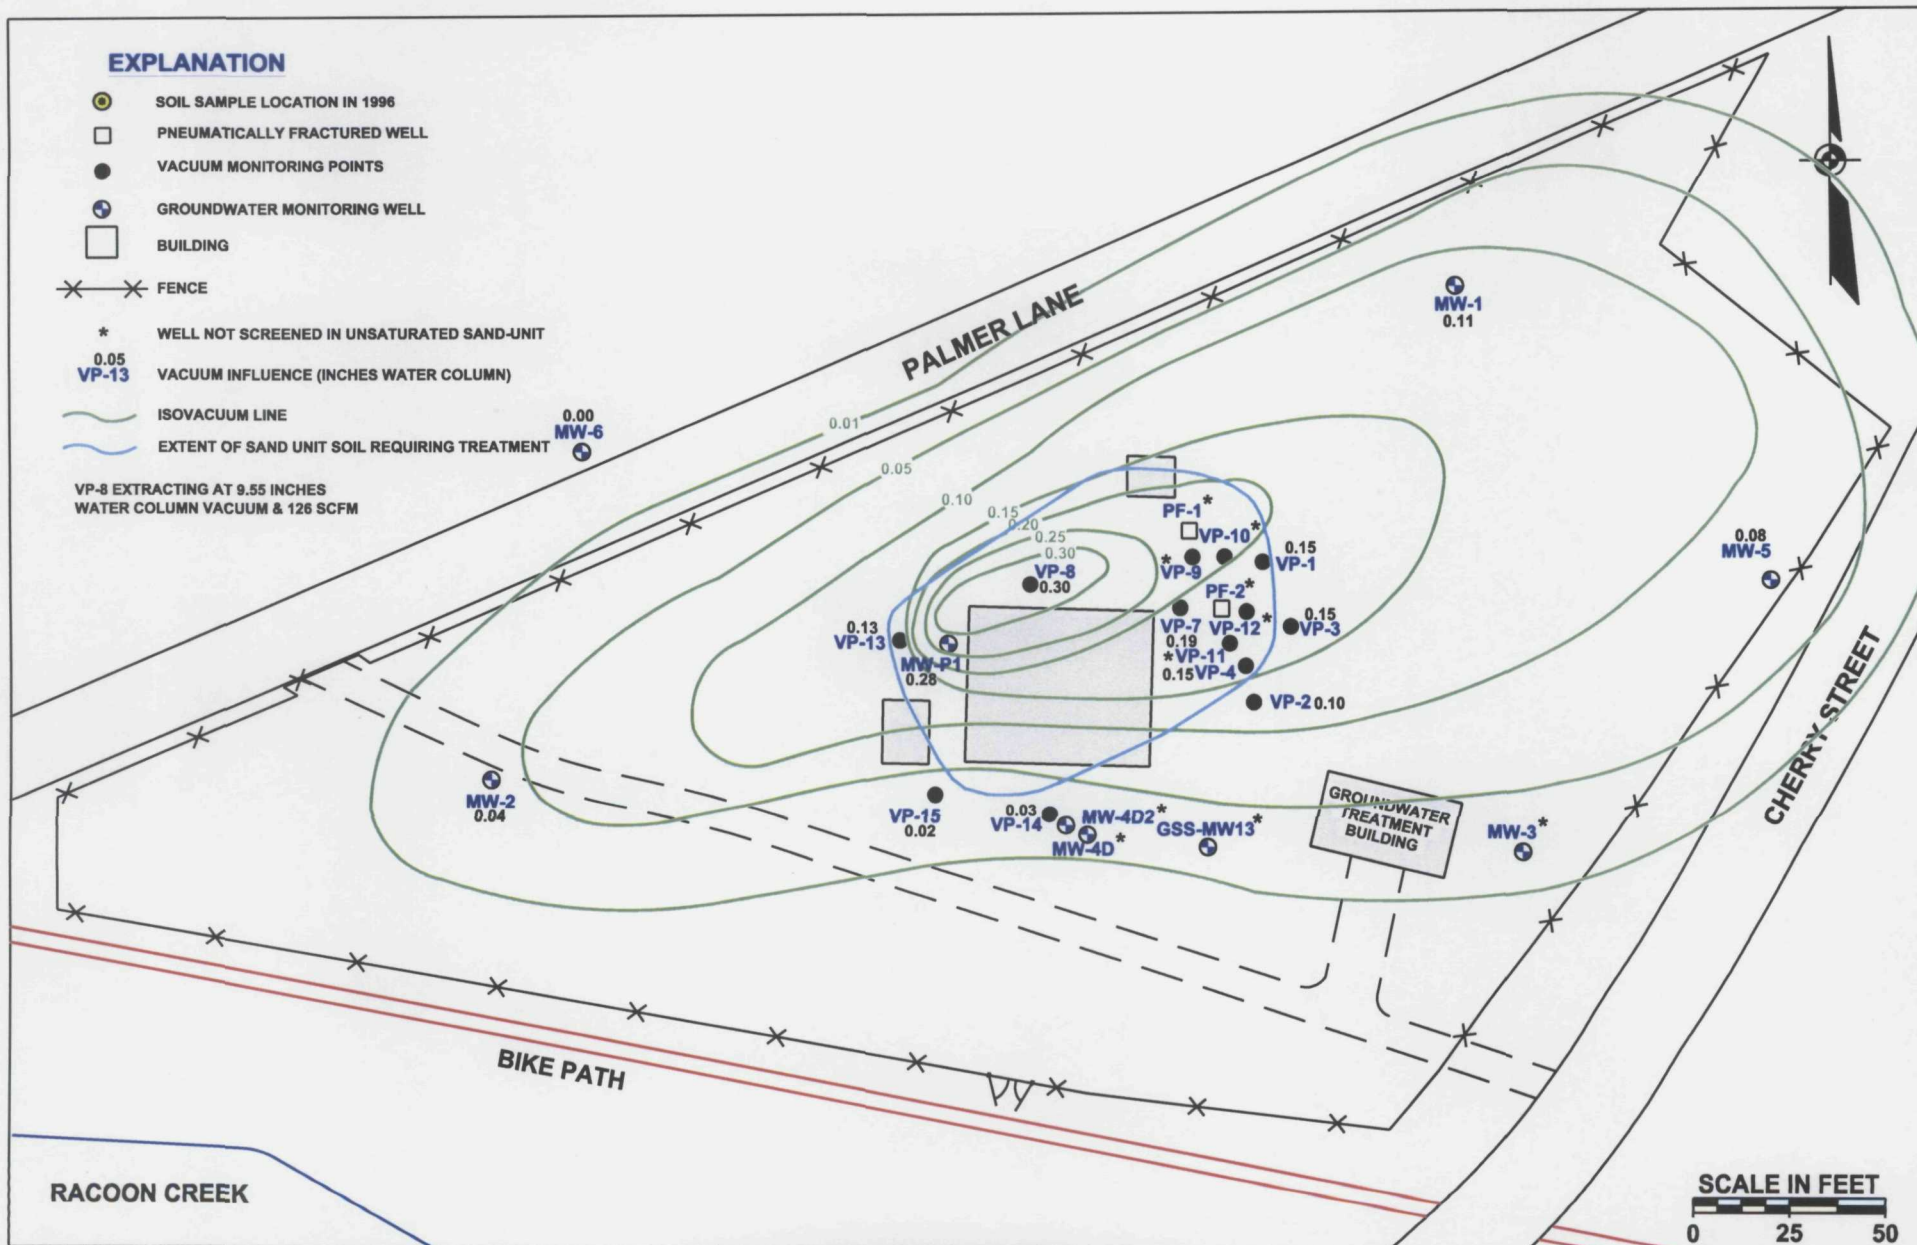 EXPLANATION
SOIL SAMPLE LOCATION IN 1996
PNEUMATICALLY FRACTURED WELL
VACUUM MONITORING POINTS
GROUNDWATER MONITORING WELL
BUILDING
FENCE
* WELL NOT SCREENED IN UNSATURATED SAND-UNIT
0.05
VP-13 VACUUM INFLUENCE (INCHES WATER COLUMN)
ISOVACUUM LINE
EXTENT OF SAND UNIT SOIL REQUIRING TREATMENT
VP-8 EXTRACTING AT 9.55 INCHES
WATER COLUMN VACUUM & 126 SCFM
PALMER LANE
MW-1
0.11
0.00
MW-6
0.01
0.05
0.10
0.15
0.20
0.25
0.30
PF-1*
VP-10*
* VP-9
0.15
VP-1
VP-8
0.30
0.08
MW-5
PF-2*
VP-7
0.19
VP-12*
0.15
VP-3
0.13
VP-13
MW-P1
0.28
*VP-11
0.15 VP-4
VP-2 0.10
MW-2
0.04
VP-15
0.02
0.03
VP-14
MW-4D2*
MW-4D*
GSS-MW13*
GROUNDWATER
TREATMENT
BUILDING
MW-3*
CHERRY STREET
BIKE PATH
RACOON CREEK
SCALE IN FEET
0 25 50